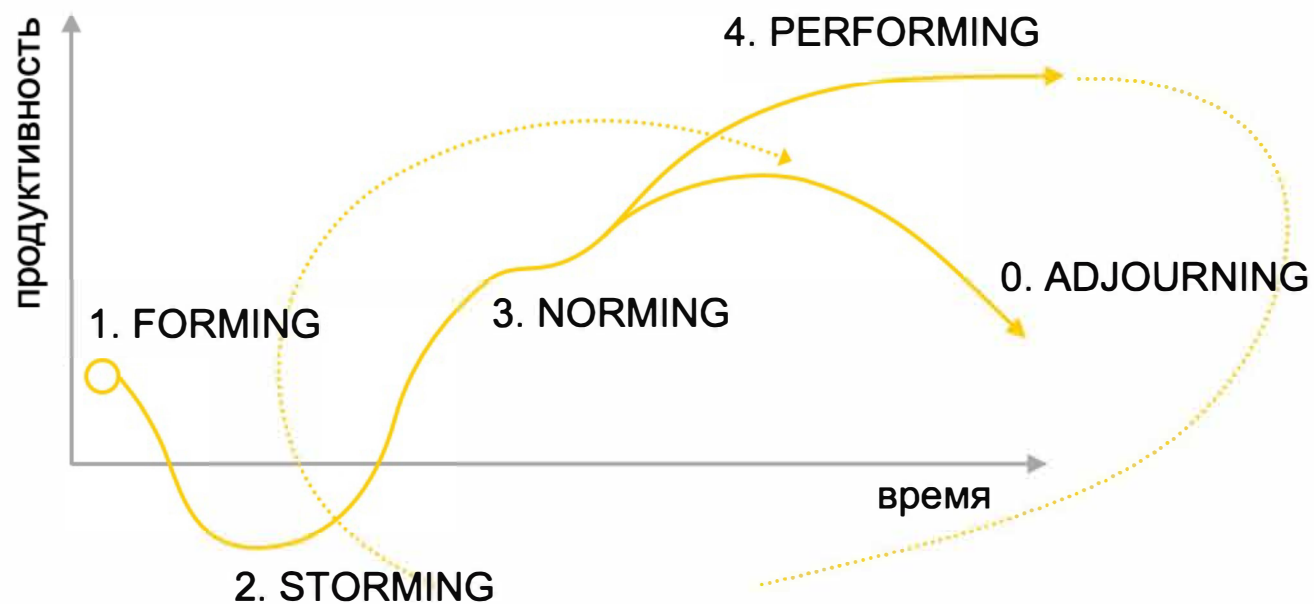 продуктивность
4. PERFORMING
0. ADJOURNING
1. FORMING
3. NORMING
время
2. STORMING